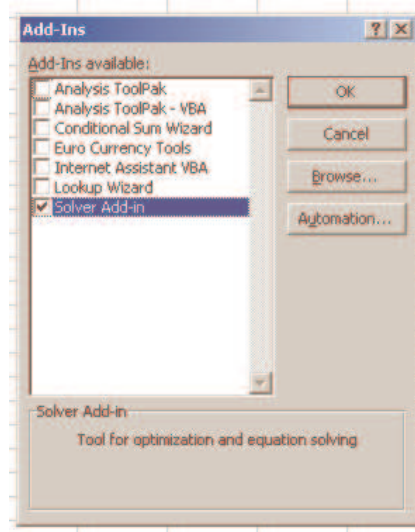 Add-Ins
Add-Ins available:
Analysis ToolPak
Analysis ToolPak - VBA
Conditional Sum Wizard
Euro Currency Tools
Internet Assistant VBA
Lookup Wizard
Solver Add-in
OK
Cancel
Browse...
Automation...
Solver Add-in
Tool for optimization and equation solving